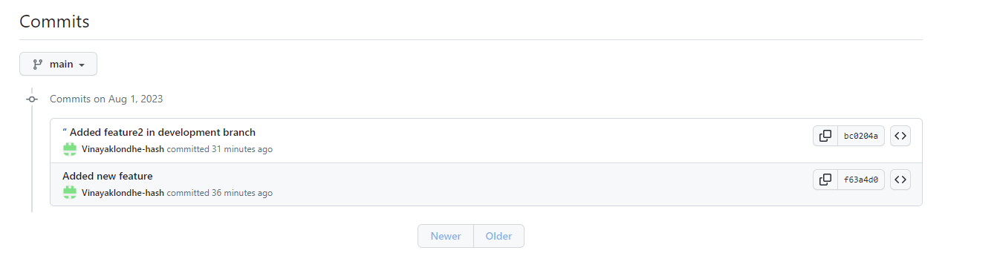 Commits
main
Commits on Aug 1, 2023
“ Added feature2 in development branch
Vinayaklondhe-hash committed 31 minutes ago
bc0204a
Added new feature
Vinayaklondhe-hash committed 36 minutes ago
f63a4d0
Newer Older